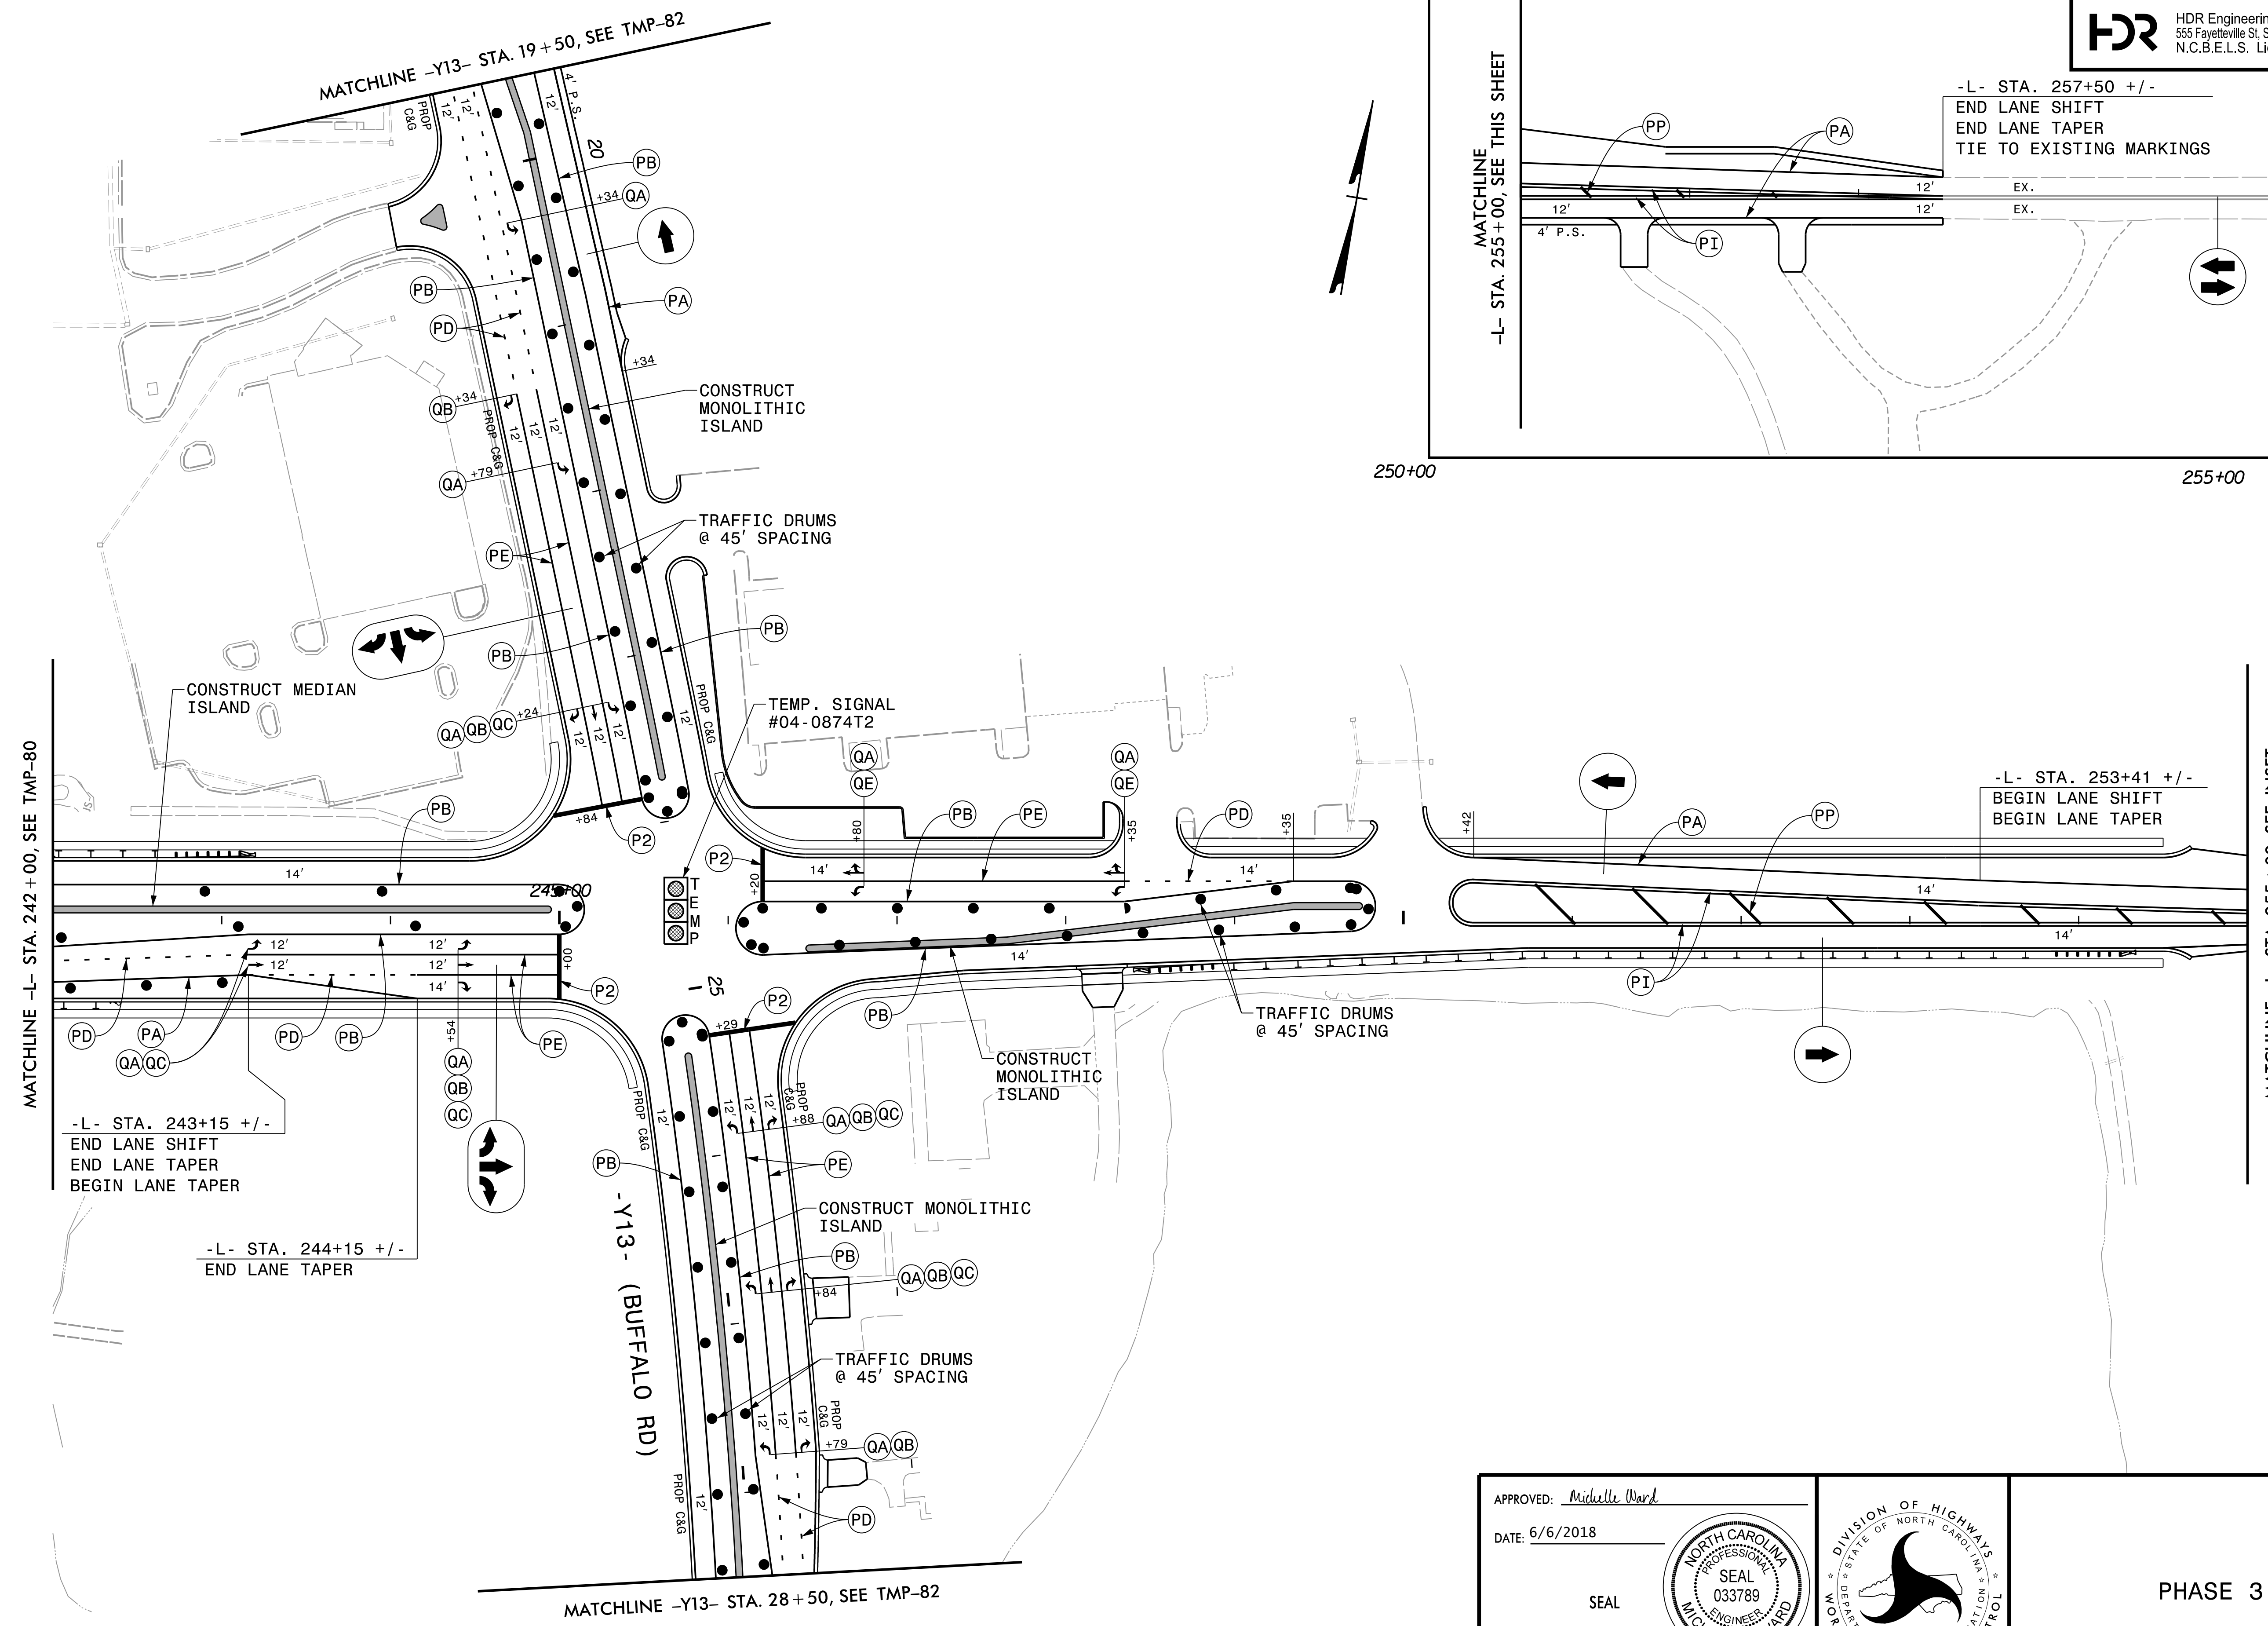 MATCHLINE –Y13– STA. 19+50, SEE TMP–82
HDR
HDR Engineerin
555 Fayetteville St, S
N.C.B.E.L.S. Li
MATCHLINE
-L- STA. 255+00, SEE THIS SHEET
-L- STA. 257+50 +/-
END LANE SHIFT
END LANE TAPER
TIE TO EXISTING MARKINGS
PP
PA
12'
EX.
12'
12'
EX.
4' P.S.
PI
250+00
255+00
PROP
C&G
12'
12'
12'
4' P.S.
20
PB
+34
QA
PB
PA
PD
+34
QB
+34
PROP C&G
12'
12'
12'
CONSTRUCT
MONOLITHIC
ISLAND
QA
+79
TRAFFIC DRUMS
@ 45' SPACING
PE
PB
PB
PROP C&G
12'
QA
QB
QC
+24
12'
12'
12'
TEMP. SIGNAL
#04-0874T2
+84
P2
MATCHLINE –L– STA. 242+00, SEE TMP–80
CONSTRUCT MEDIAN
ISLAND
PB
14'
245+00
T
E
M
P
P2
+20
QA
QE
+80
14'
PB
PE
QA
QE
+35
PD
14'
+35
+42
PA
PP
-L- STA. 253+41 +/-
BEGIN LANE SHIFT
BEGIN LANE TAPER
14'
14'
12'
12'
12'
12'
14'
+00
P2
PD
PA
QA
QC
PD
PB
+54
QA
QB
QC
PE
-L- STA. 243+15 +/-
END LANE SHIFT
END LANE TAPER
BEGIN LANE TAPER
-L- STA. 244+15 +/-
END LANE TAPER
25
14'
PB
CONSTRUCT
MONOLITHIC
ISLAND
TRAFFIC DRUMS
@ 45' SPACING
PI
+29
P2
PROP C&G
12'
12'
12'
12'
PROP
C&G
+88
QA
QB
QC
PB
PE
-Y13- (BUFFALO RD)
CONSTRUCT MONOLITHIC
ISLAND
PB
+84
QA
QB
QC
TRAFFIC DRUMS
@ 45' SPACING
12'
12'
12'
PROP
C&G
+79
QA
QB
PROP C&G
12'
PD
MATCHLINE –Y13– STA. 28+50, SEE TMP–82
APPROVED: Michelle Ward
DATE: 6/6/2018
SEAL
NORTH CAROLINA
PROFESSIONAL
SEAL
033789
ENGINEER
DIVISION OF HIGHWAYS
STATE OF NORTH CAROLINA
PHASE 3